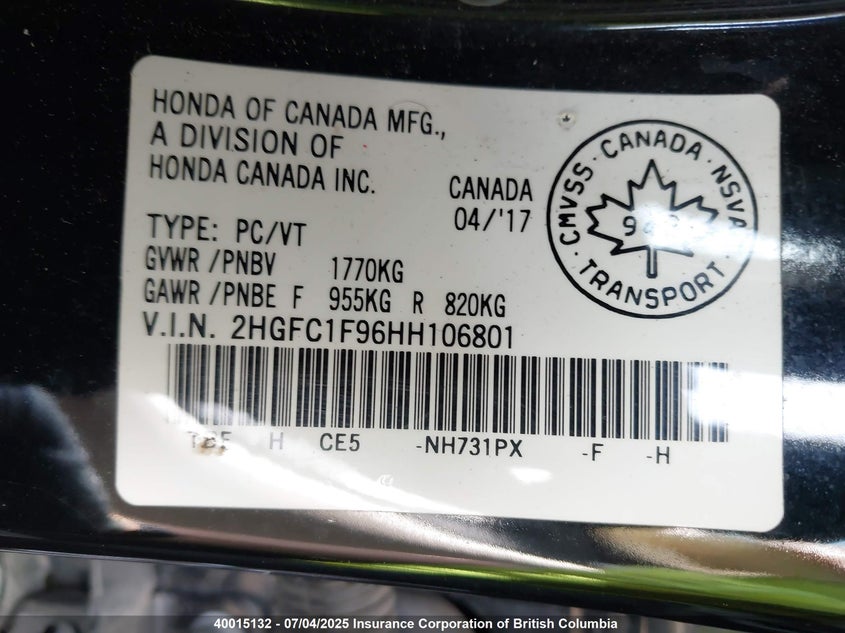 HONDA OF CANADA MFG.,
A DIVISION OF
HONDA CANADA INC.
CANADA
04/'17
TYPE: PC/VT
GVWR /PNBV 1770KG
GAWR /PNBE F 955KG R 820KG
V.I.N. 2HGFC1F96HH106801
CMVSS · CANADA · NSVAC
TRANSPORT
H CE5 -NH731PX -F -H
40015132 - 07/04/2025 Insurance Corporation of British Columbia